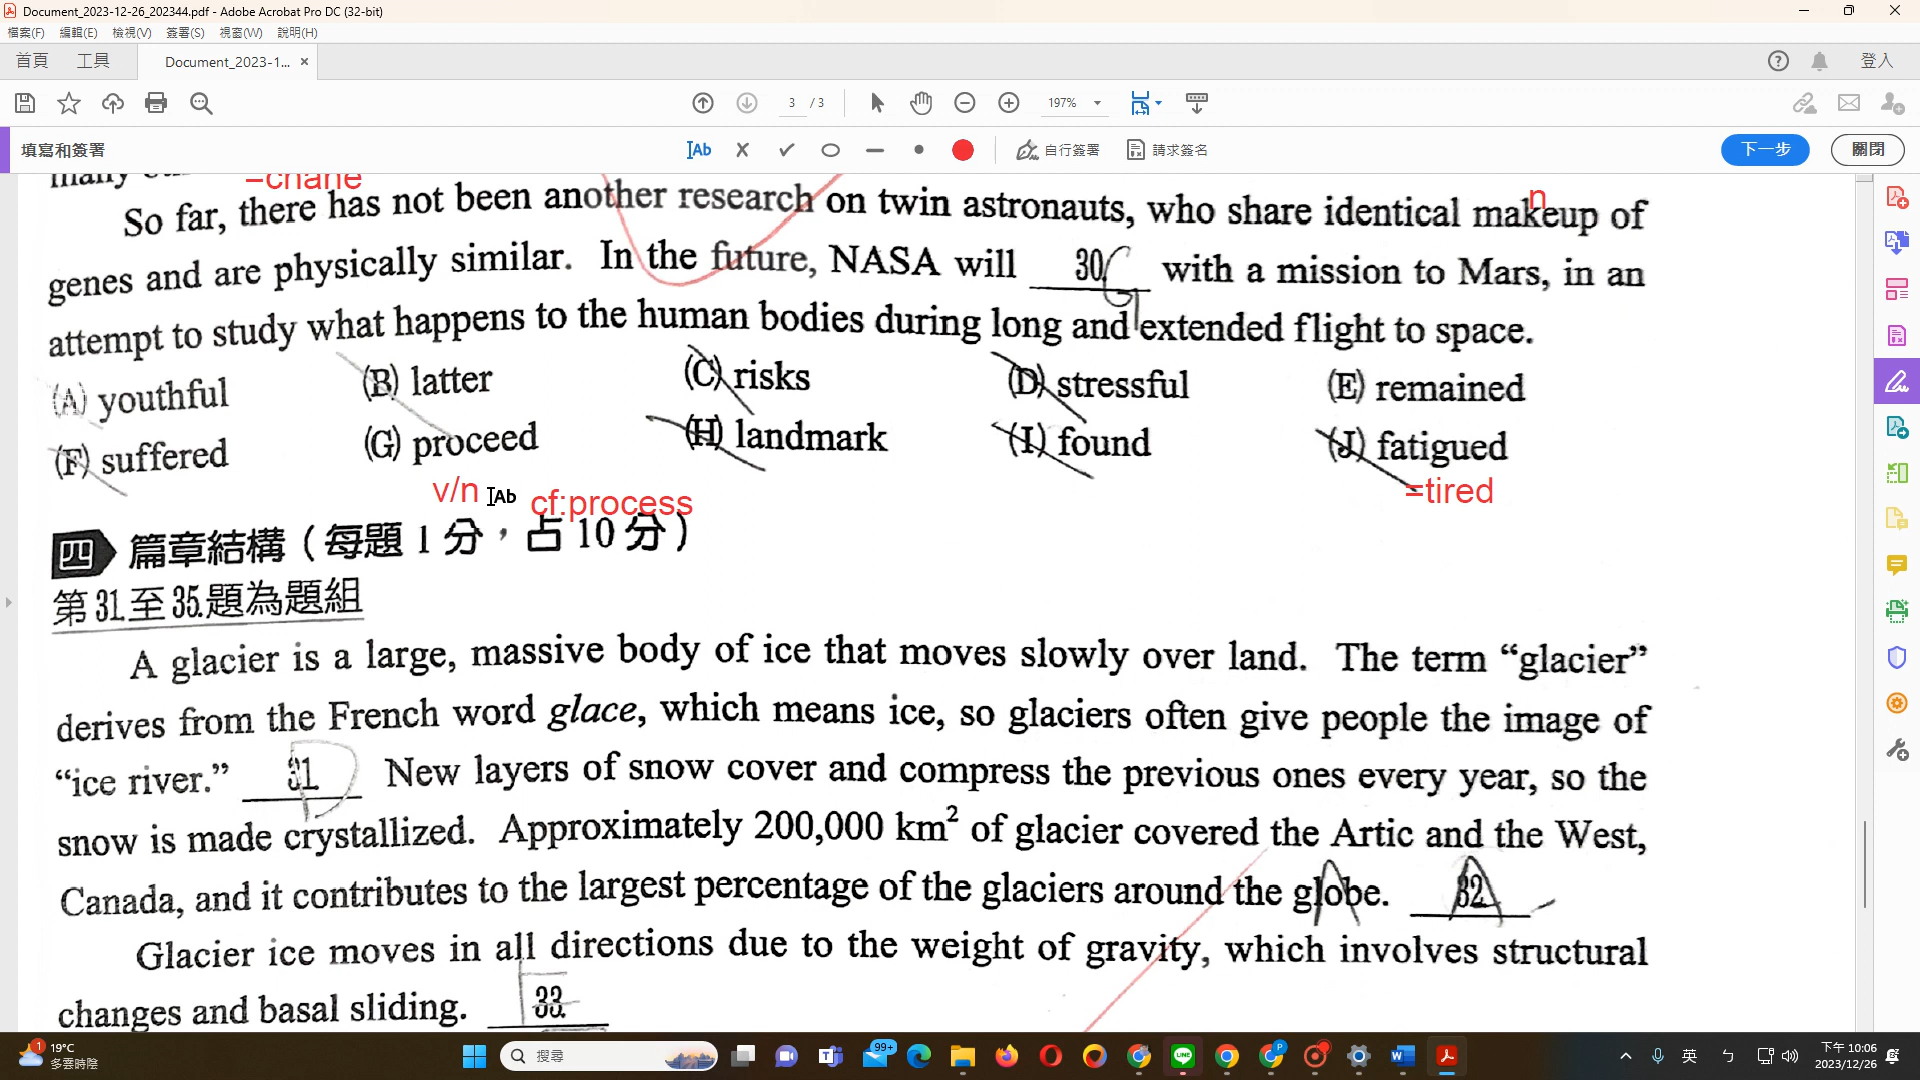 Document_2023-12-26_202344.pdf - Adobe Acrobat Pro DC (32-bit)
檔案(F) 編輯(E) 檢視(V) 簽署(S) 視窗(W) 說明(H)
首頁 工具 Document_2023-1... × 登入
3 / 3 197%
填寫和簽署 Ab 自行簽署 請求簽名 下一步 關閉
many =chane
n
So far, there has not been another research on twin astronauts, who share identical makeup of
genes and are physically similar. In the future, NASA will 30 G with a mission to Mars, in an
attempt to study what happens to the human bodies during long and extended flight to space.
(A) youthful (B) latter (C) risks (D) stressful (E) remained
(F) suffered (G) proceed (H) landmark (I) found (J) fatigued
v/n Ab cf:process =tired
四 篇章結構（每題 1 分，占 10 分）
第 31.至 35.題為題組
A glacier is a large, massive body of ice that moves slowly over land. The term “glacier”
derives from the French word glace, which means ice, so glaciers often give people the image of
“ice river.” 31 D New layers of snow cover and compress the previous ones every year, so the
snow is made crystallized. Approximately 200,000 km² of glacier covered the Artic and the West,
Canada, and it contributes to the largest percentage of the glaciers around the globe. A 32 A
Glacier ice moves in all directions due to the weight of gravity, which involves structural
changes and basal sliding. 33
1 19°C
多雲時陰
搜尋
99+
P
英
ㄅ
下午 10:06
2023/12/26